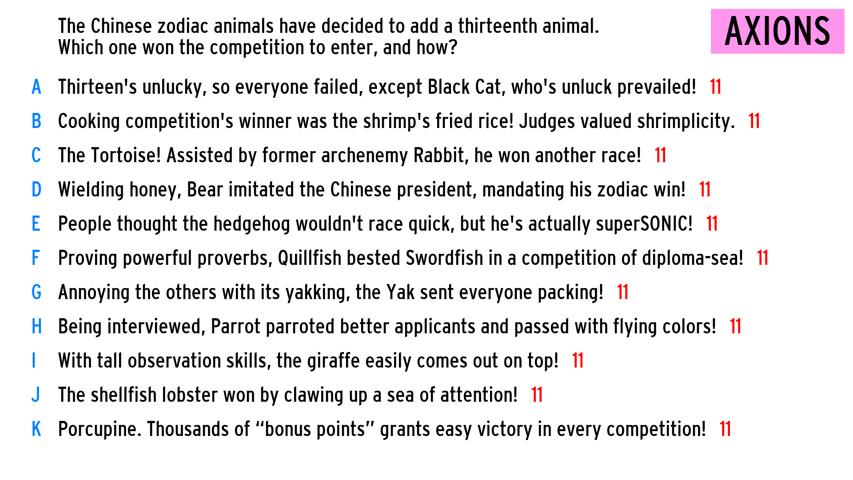 The Chinese zodiac animals have decided to add a thirteenth animal.
Which one won the competition to enter, and how?
AXIONS
A Thirteen's unlucky, so everyone failed, except Black Cat, who's unluck prevailed! 11
B Cooking competition's winner was the shrimp's fried rice! Judges valued shrimplicity. 11
C The Tortoise! Assisted by former archenemy Rabbit, he won another race! 11
D Wielding honey, Bear imitated the Chinese president, mandating his zodiac win! 11
E People thought the hedgehog wouldn't race quick, but he's actually superSONIC! 11
F Proving powerful proverbs, Quillfish bested Swordfish in a competition of diploma-sea! 11
G Annoying the others with its yakking, the Yak sent everyone packing! 11
H Being interviewed, Parrot parroted better applicants and passed with flying colors! 11
I With tall observation skills, the giraffe easily comes out on top! 11
J The shellfish lobster won by clawing up a sea of attention! 11
K Porcupine. Thousands of “bonus points” grants easy victory in every competition! 11